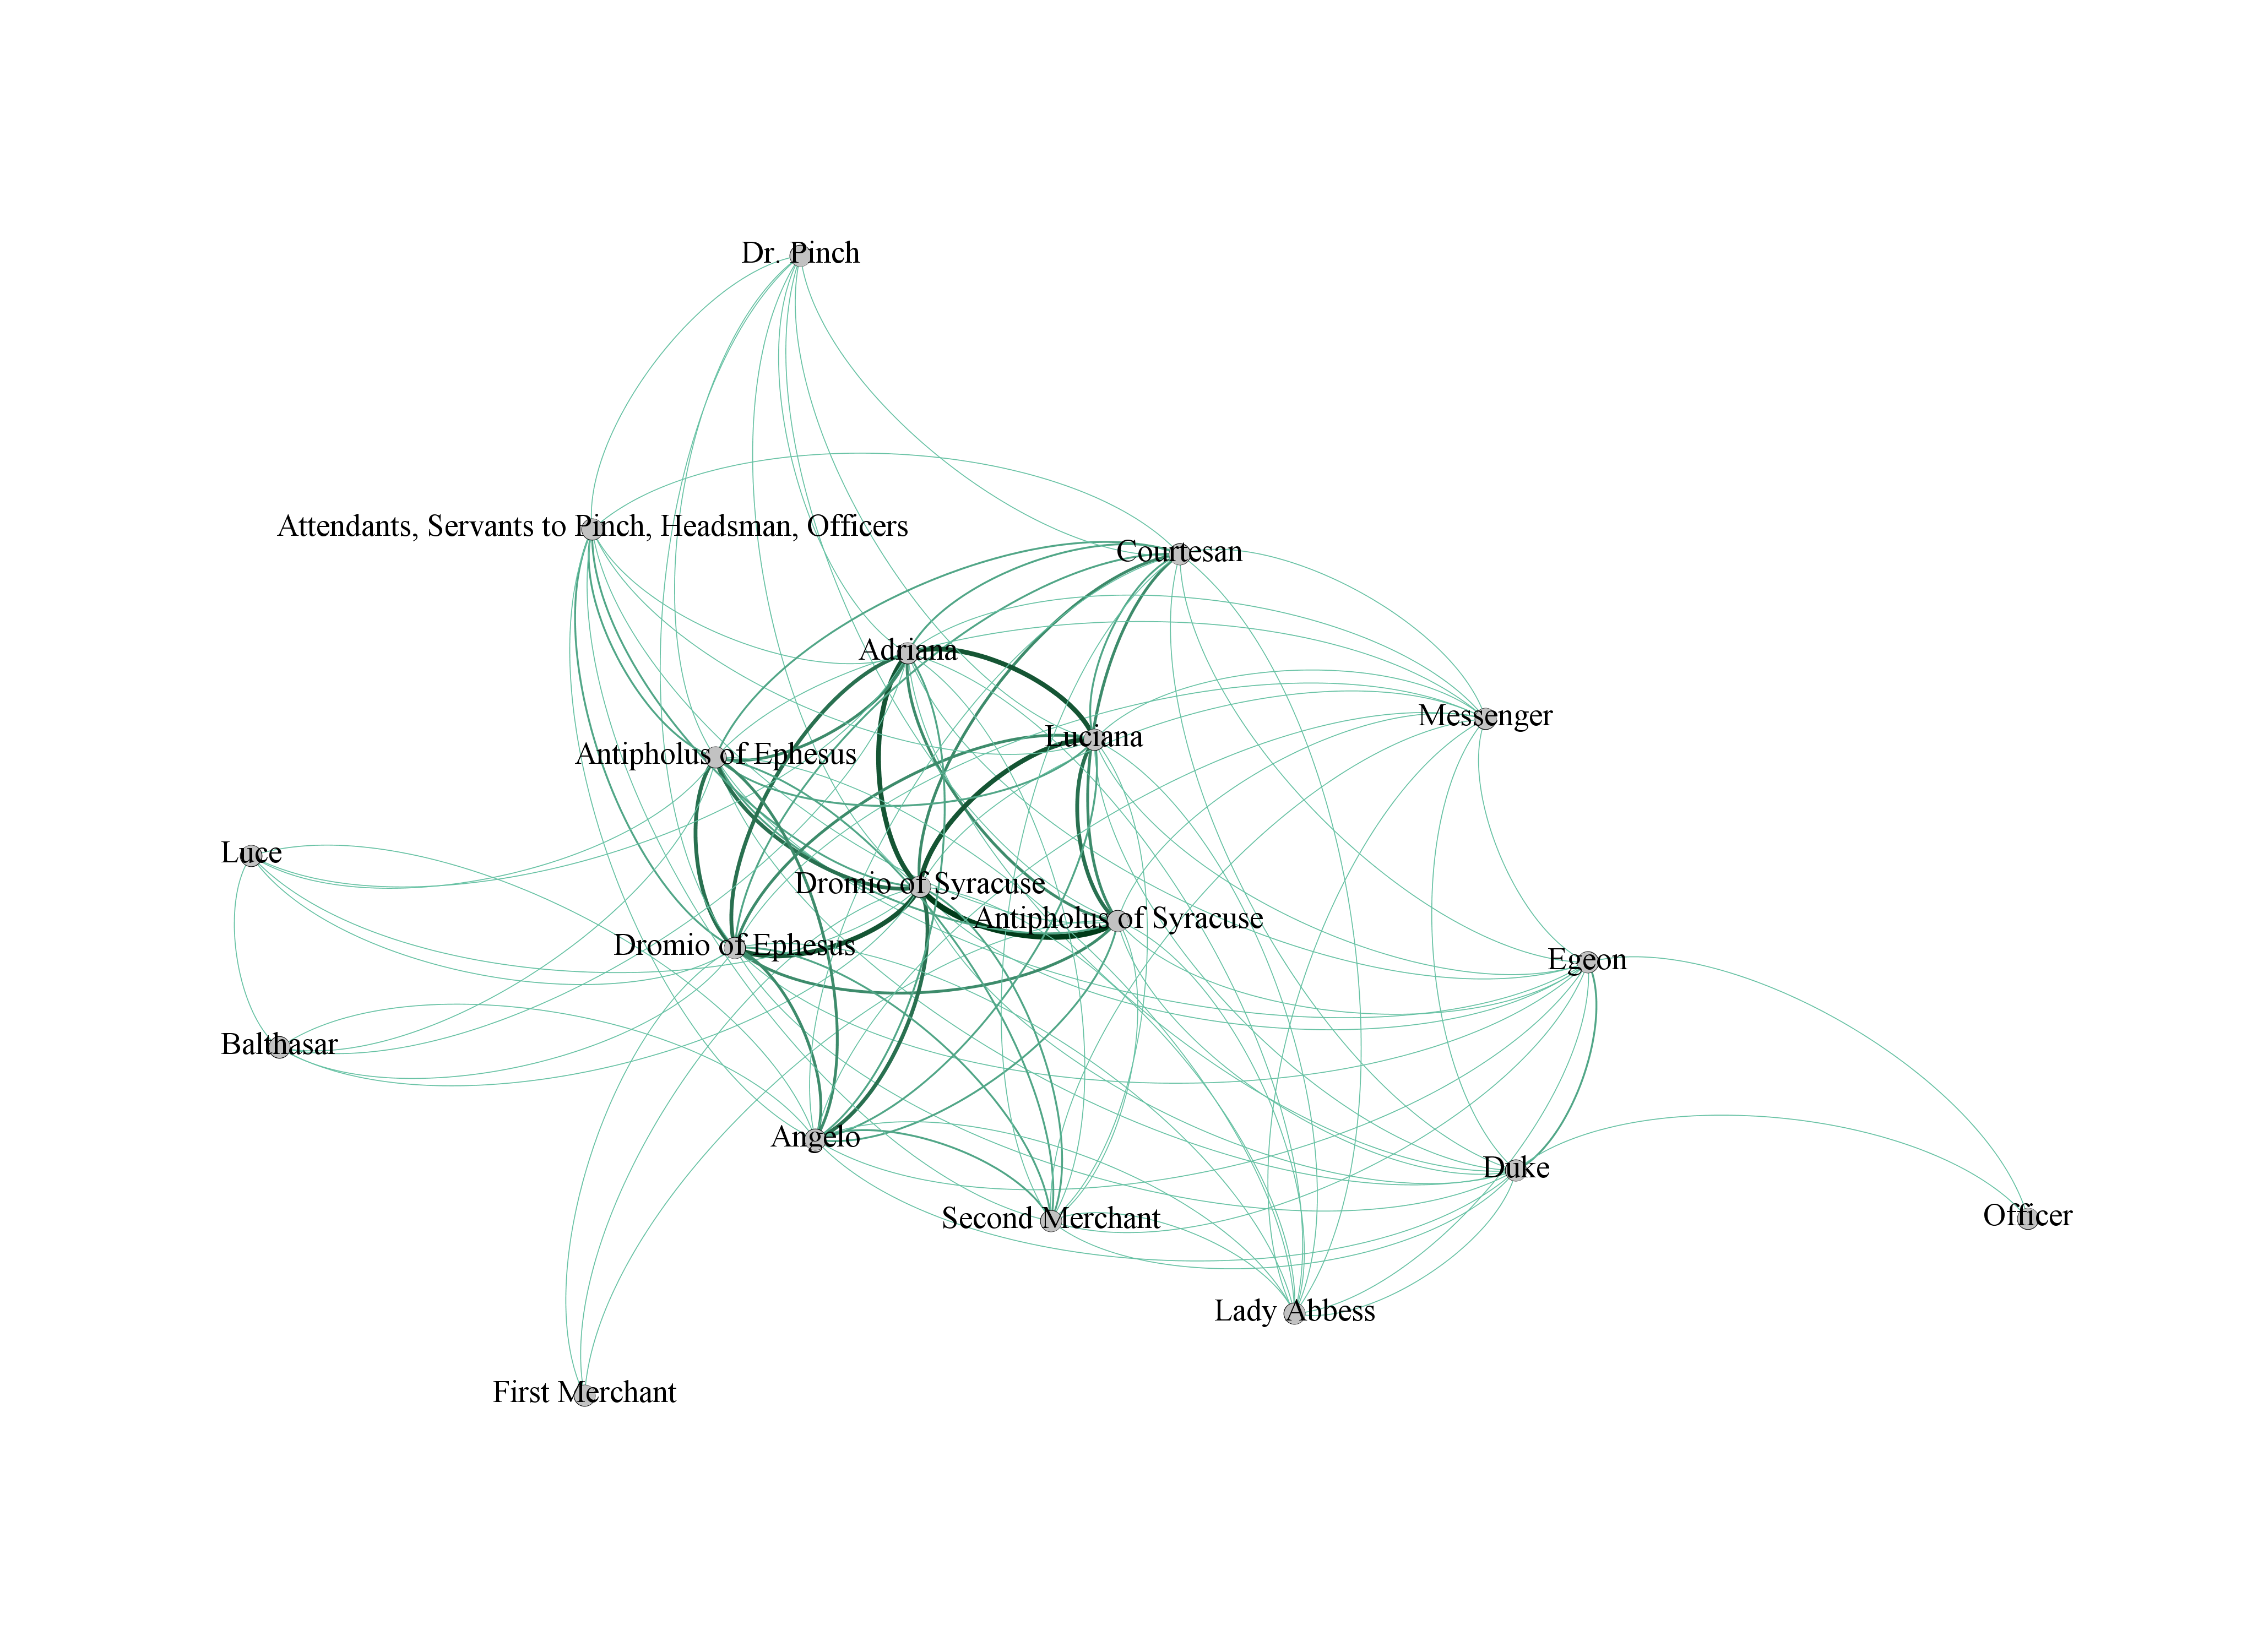 Dr. Pinch
Attendants, Servants to Pinch, Headsman, Officers
Courtesan
Adriana
Messenger
Luciana
Antipholus of Ephesus
Luce
Dromio of Syracuse
Antipholus of Syracuse
Dromio of Ephesus
Egeon
Balthasar
Angelo
Duke
Second Merchant
Officer
Lady Abbess
First Merchant